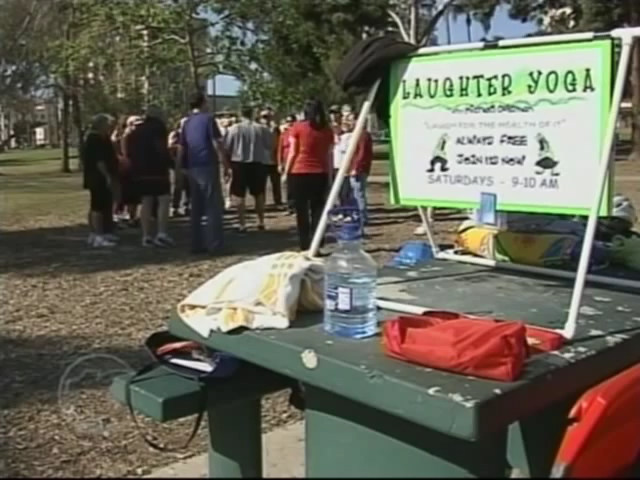 LAUGHTER YOGA
"LAUGH FOR THE HEALTH OF IT"
ALWAYS FREE
JOIN US NOW!
SATURDAYS - 9-10 AM